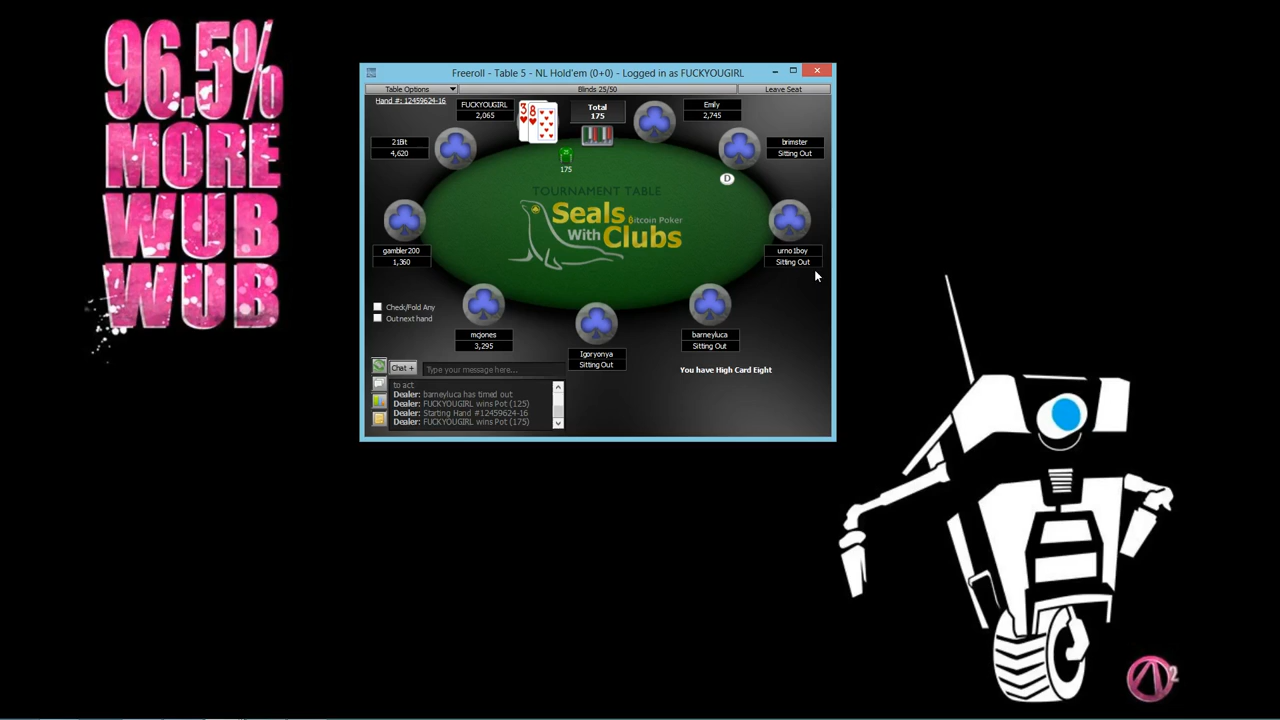 96.5%
MORE
WUB
WUB
Freeroll - Table 5 - NL Hold'em (0+0) - Logged in as FUCKYOUGIRL
Table Options
Blinds 25/50
Leave Seat
Hand #: 12459624-16
FUCKYOUGIRL
2,065
3
8
Total
175
Emily
2,745
21Bit
4,620
brimster
Sitting Out
175
D
TOURNAMENT TABLE
Seals Bitcoin Poker
With Clubs
gambler200
1,360
urno1boy
Sitting Out
Check/Fold Any
Out next hand
mcjones
3,295
Igoryonya
Sitting Out
barneyluca
Sitting Out
You have High Card Eight
Chat +
Type your message here...
to act
Dealer: barneyluca has timed out
Dealer: FUCKYOUGIRL wins Pot (125)
Dealer: Starting Hand #12459624-16
Dealer: FUCKYOUGIRL wins Pot (175)
2